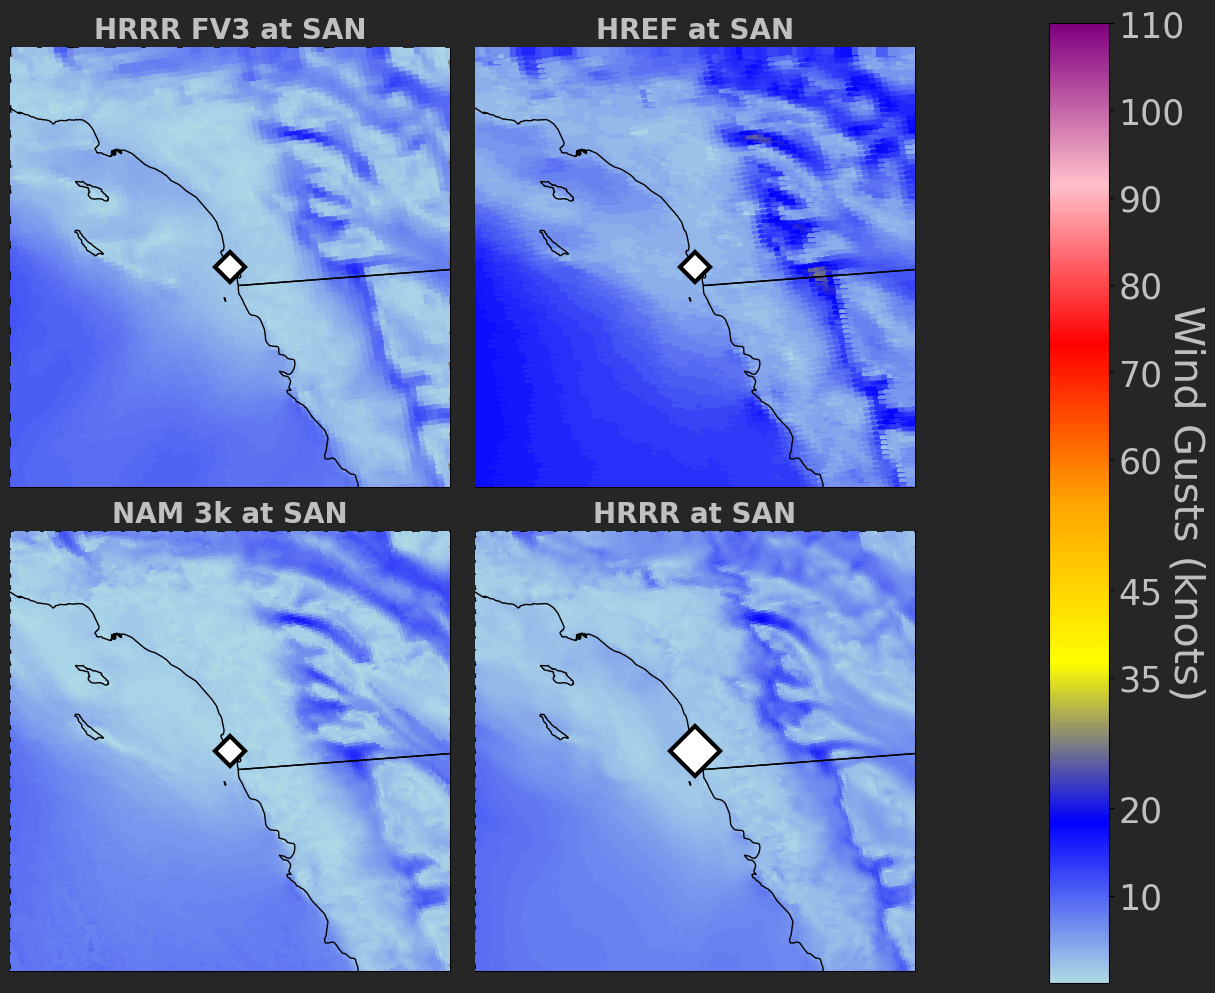 HRRR FV3 at SAN
HREF at SAN
NAM 3k at SAN
HRRR at SAN
110
100
90
80
70
60
45
35
20
10
Wind Gusts (knots)